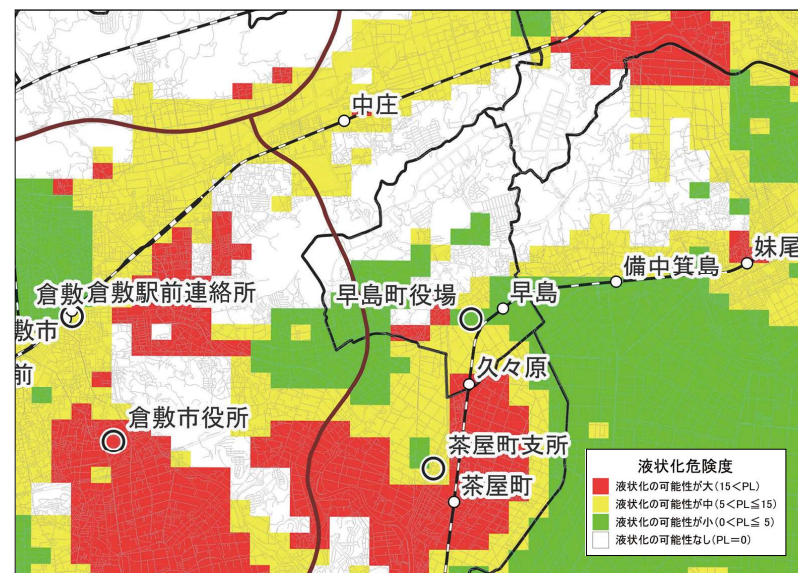 中庄
妹尾
備中箕島
倉敷
倉敷駅前連絡所
早島町役場
早島
敷市
前
久々原
倉敷市役所
茶屋町支所
茶屋町
液状化危険度
液状化の可能性が大(15<PL)
液状化の可能性が中(5<PL≦15)
液状化の可能性が小(0<PL≦5)
液状化の可能性なし(PL=0)